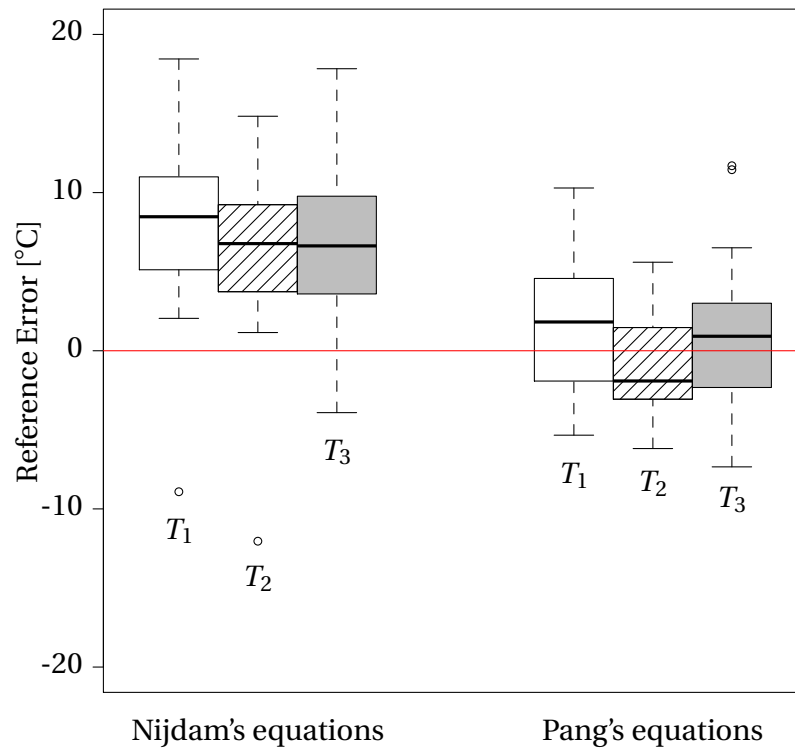 Reference Error [°C]
20
10
0
-10
-20
T1
T2
T3
T1
T2
T3
Nijdam's equations
Pang's equations